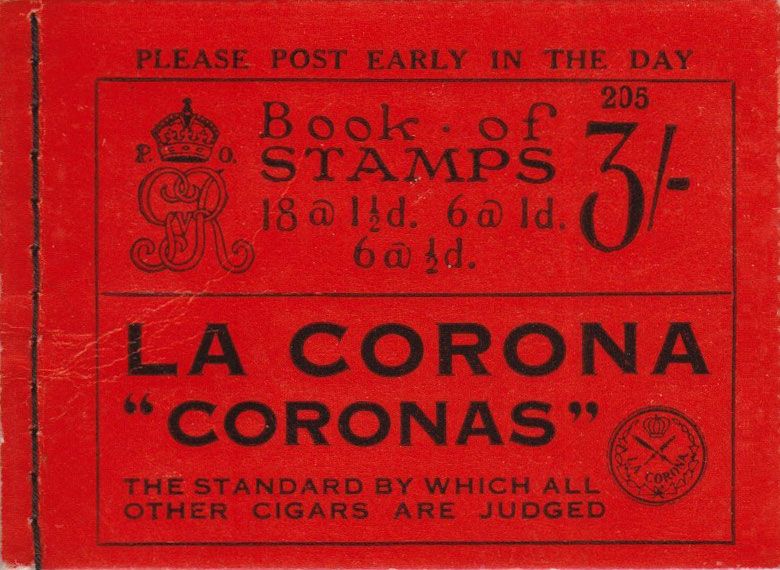 PLEASE POST EARLY IN THE DAY
205
P. O.
GR
Book · of
STAMPS
3/-
18 @ 1½d. 6 @ 1d.
6 @ ½d.
LA CORONA
"CORONAS"
LA CORONA
THE STANDARD BY WHICH ALL
OTHER CIGARS ARE JUDGED